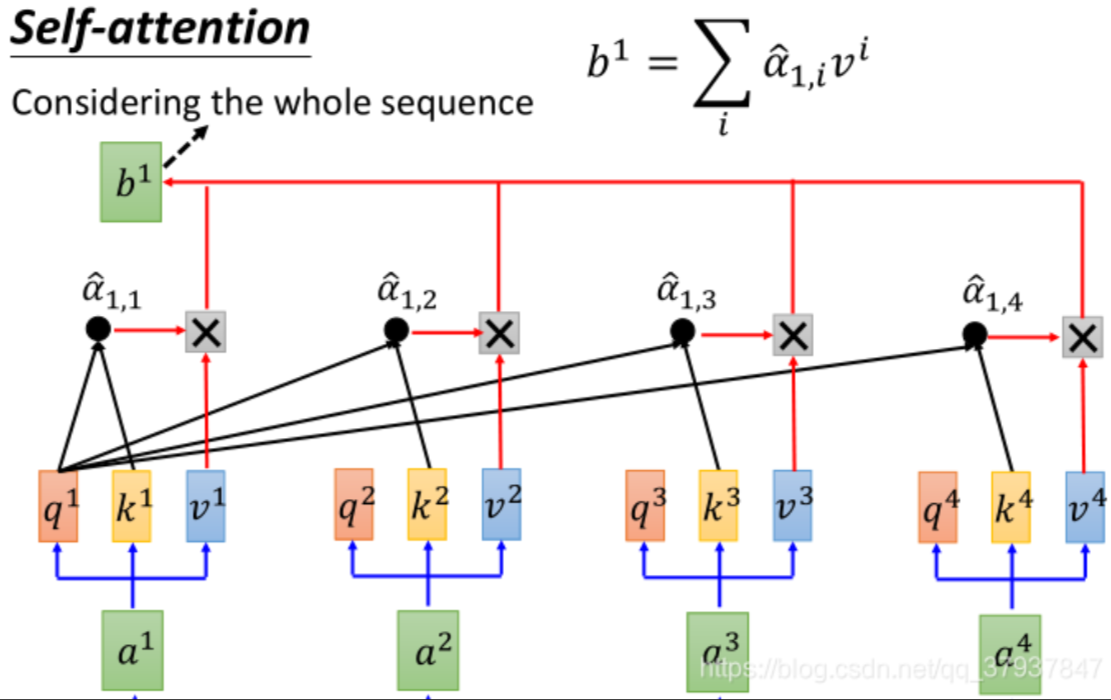 Self-attention
b¹ = ∑ᵢ α̂₁,ᵢvⁱ
Considering the whole sequence
b¹
α̂₁,₁ α̂₁,₂ α̂₁,₃ α̂₁,₄
q¹ k¹ v¹ q² k² v² q³ k³ v³ q⁴ k⁴ v⁴
a¹ a² a³ a⁴
https://blog.csdn.net/qq_37937847